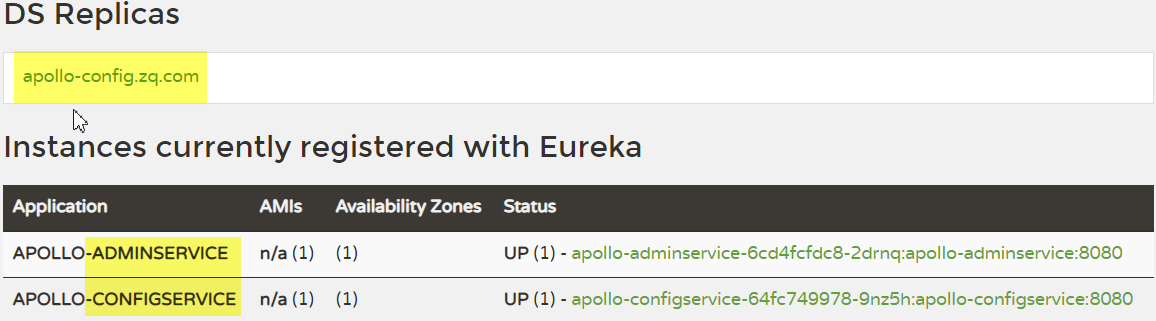 DS Replicas
apollo-config.zq.com
Instances currently registered with Eureka
Application AMIs Availability Zones Status
APOLLO-ADMINSERVICE n/a (1) (1) UP (1) - apollo-adminservice-6cd4fcfdc8-2drnq:apollo-adminservice:8080
APOLLO-CONFIGSERVICE n/a (1) (1) UP (1) - apollo-configservice-64fc749978-9nz5h:apollo-configservice:8080